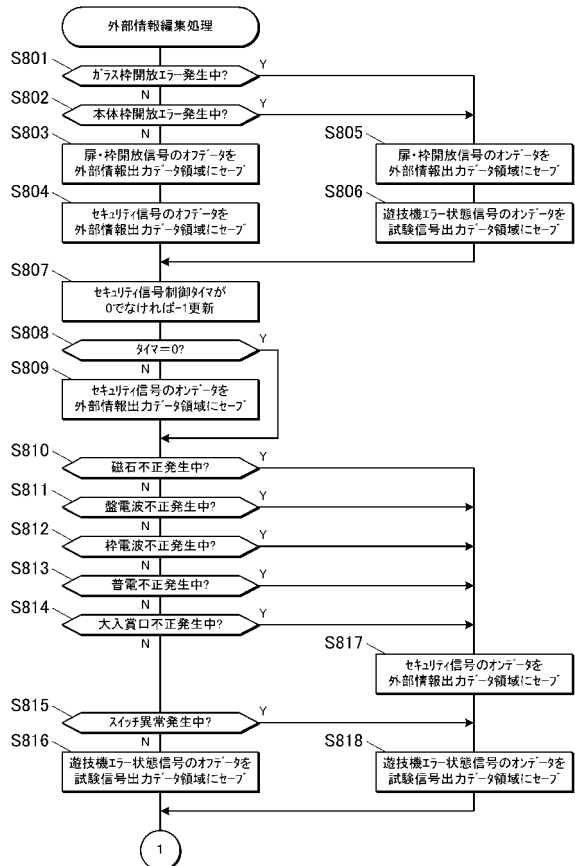 外部情報編集処理
S801
ガラス枠開放エラー発生中?
Y
N
S802
本体枠開放エラー発生中?
Y
N
S803
扉・枠開放信号のオフデータを
外部情報出力データ領域にセーブ
S805
扉・枠開放信号のオンデータを
外部情報出力データ領域にセーブ
S804
セキュリティ信号のオフデータを
外部情報出力データ領域にセーブ
S806
遊技機エラー状態信号のオンデータを
試験信号出力データ領域にセーブ
S807
セキュリティ信号制御タイマが
0でなければ-1更新
S808
タイマ=0?
Y
N
S809
セキュリティ信号のオンデータを
外部情報出力データ領域にセーブ
S810
磁石不正発生中?
Y
N
S811
盤電波不正発生中?
Y
N
S812
枠電波不正発生中?
Y
N
S813
普電不正発生中?
Y
N
S814
大入賞口不正発生中?
Y
N
S817
セキュリティ信号のオンデータを
外部情報出力データ領域にセーブ
S815
スイッチ異常発生中?
Y
N
S816
遊技機エラー状態信号のオフデータを
試験信号出力データ領域にセーブ
S818
遊技機エラー状態信号のオンデータを
試験信号出力データ領域にセーブ
1